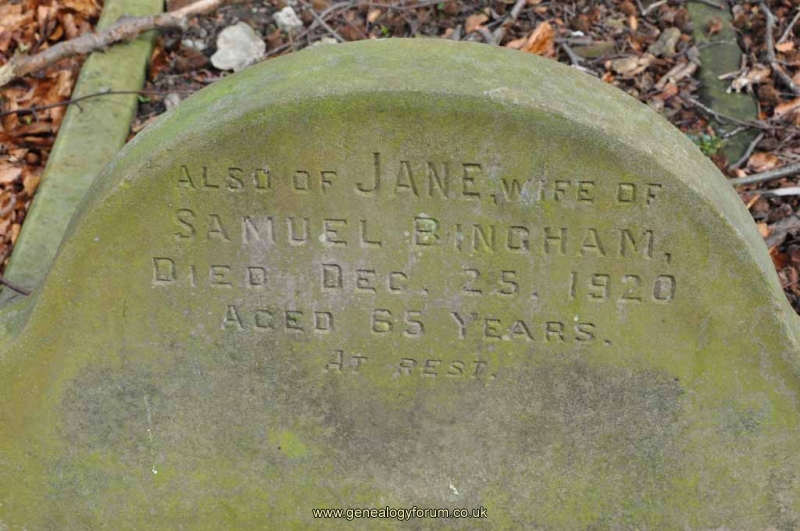 ALSO OF JANE, WIFE OF
SAMUEL BINGHAM,
DIED DEC. 25, 1920
AGED 65 YEARS.
AT REST.
www.genealogyforum.co.uk